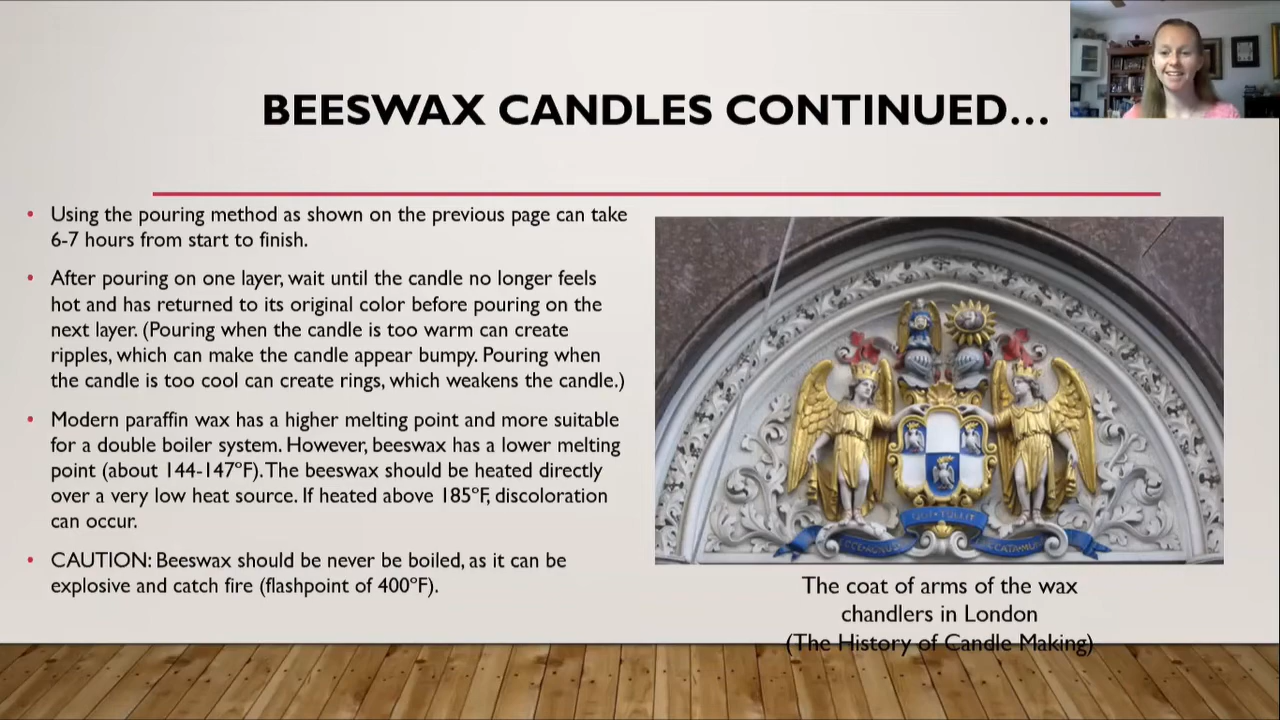 BEESWAX CANDLES CONTINUED...
• Using the pouring method as shown on the previous page can take
6-7 hours from start to finish.
• After pouring on one layer, wait until the candle no longer feels
hot and has returned to its original color before pouring on the
next layer. (Pouring when the candle is too warm can create
ripples, which can make the candle appear bumpy. Pouring when
the candle is too cool can create rings, which weakens the candle.)
• Modern paraffin wax has a higher melting point and more suitable
for a double boiler system. However, beeswax has a lower melting
point (about 144-147°F). The beeswax should be heated directly
over a very low heat source. If heated above 185°F, discoloration
can occur.
• CAUTION: Beeswax should be never be boiled, as it can be
explosive and catch fire (flashpoint of 400°F).
The coat of arms of the wax
chandlers in London
(The History of Candle Making)